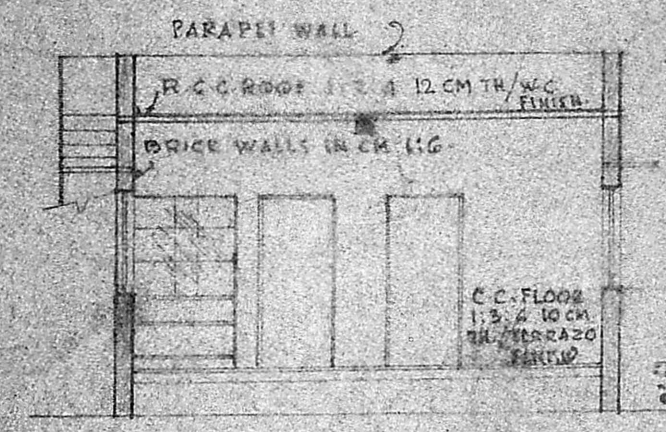 PARAPET WALL
R.C.C. ROOF 1:2:4 12 CM TH/W.C.
FINISH.
BRICK WALLS IN CM 1:6.
C.C. FLOOR
1:3:6 10 CM
TH./TERRAZO
FINISH